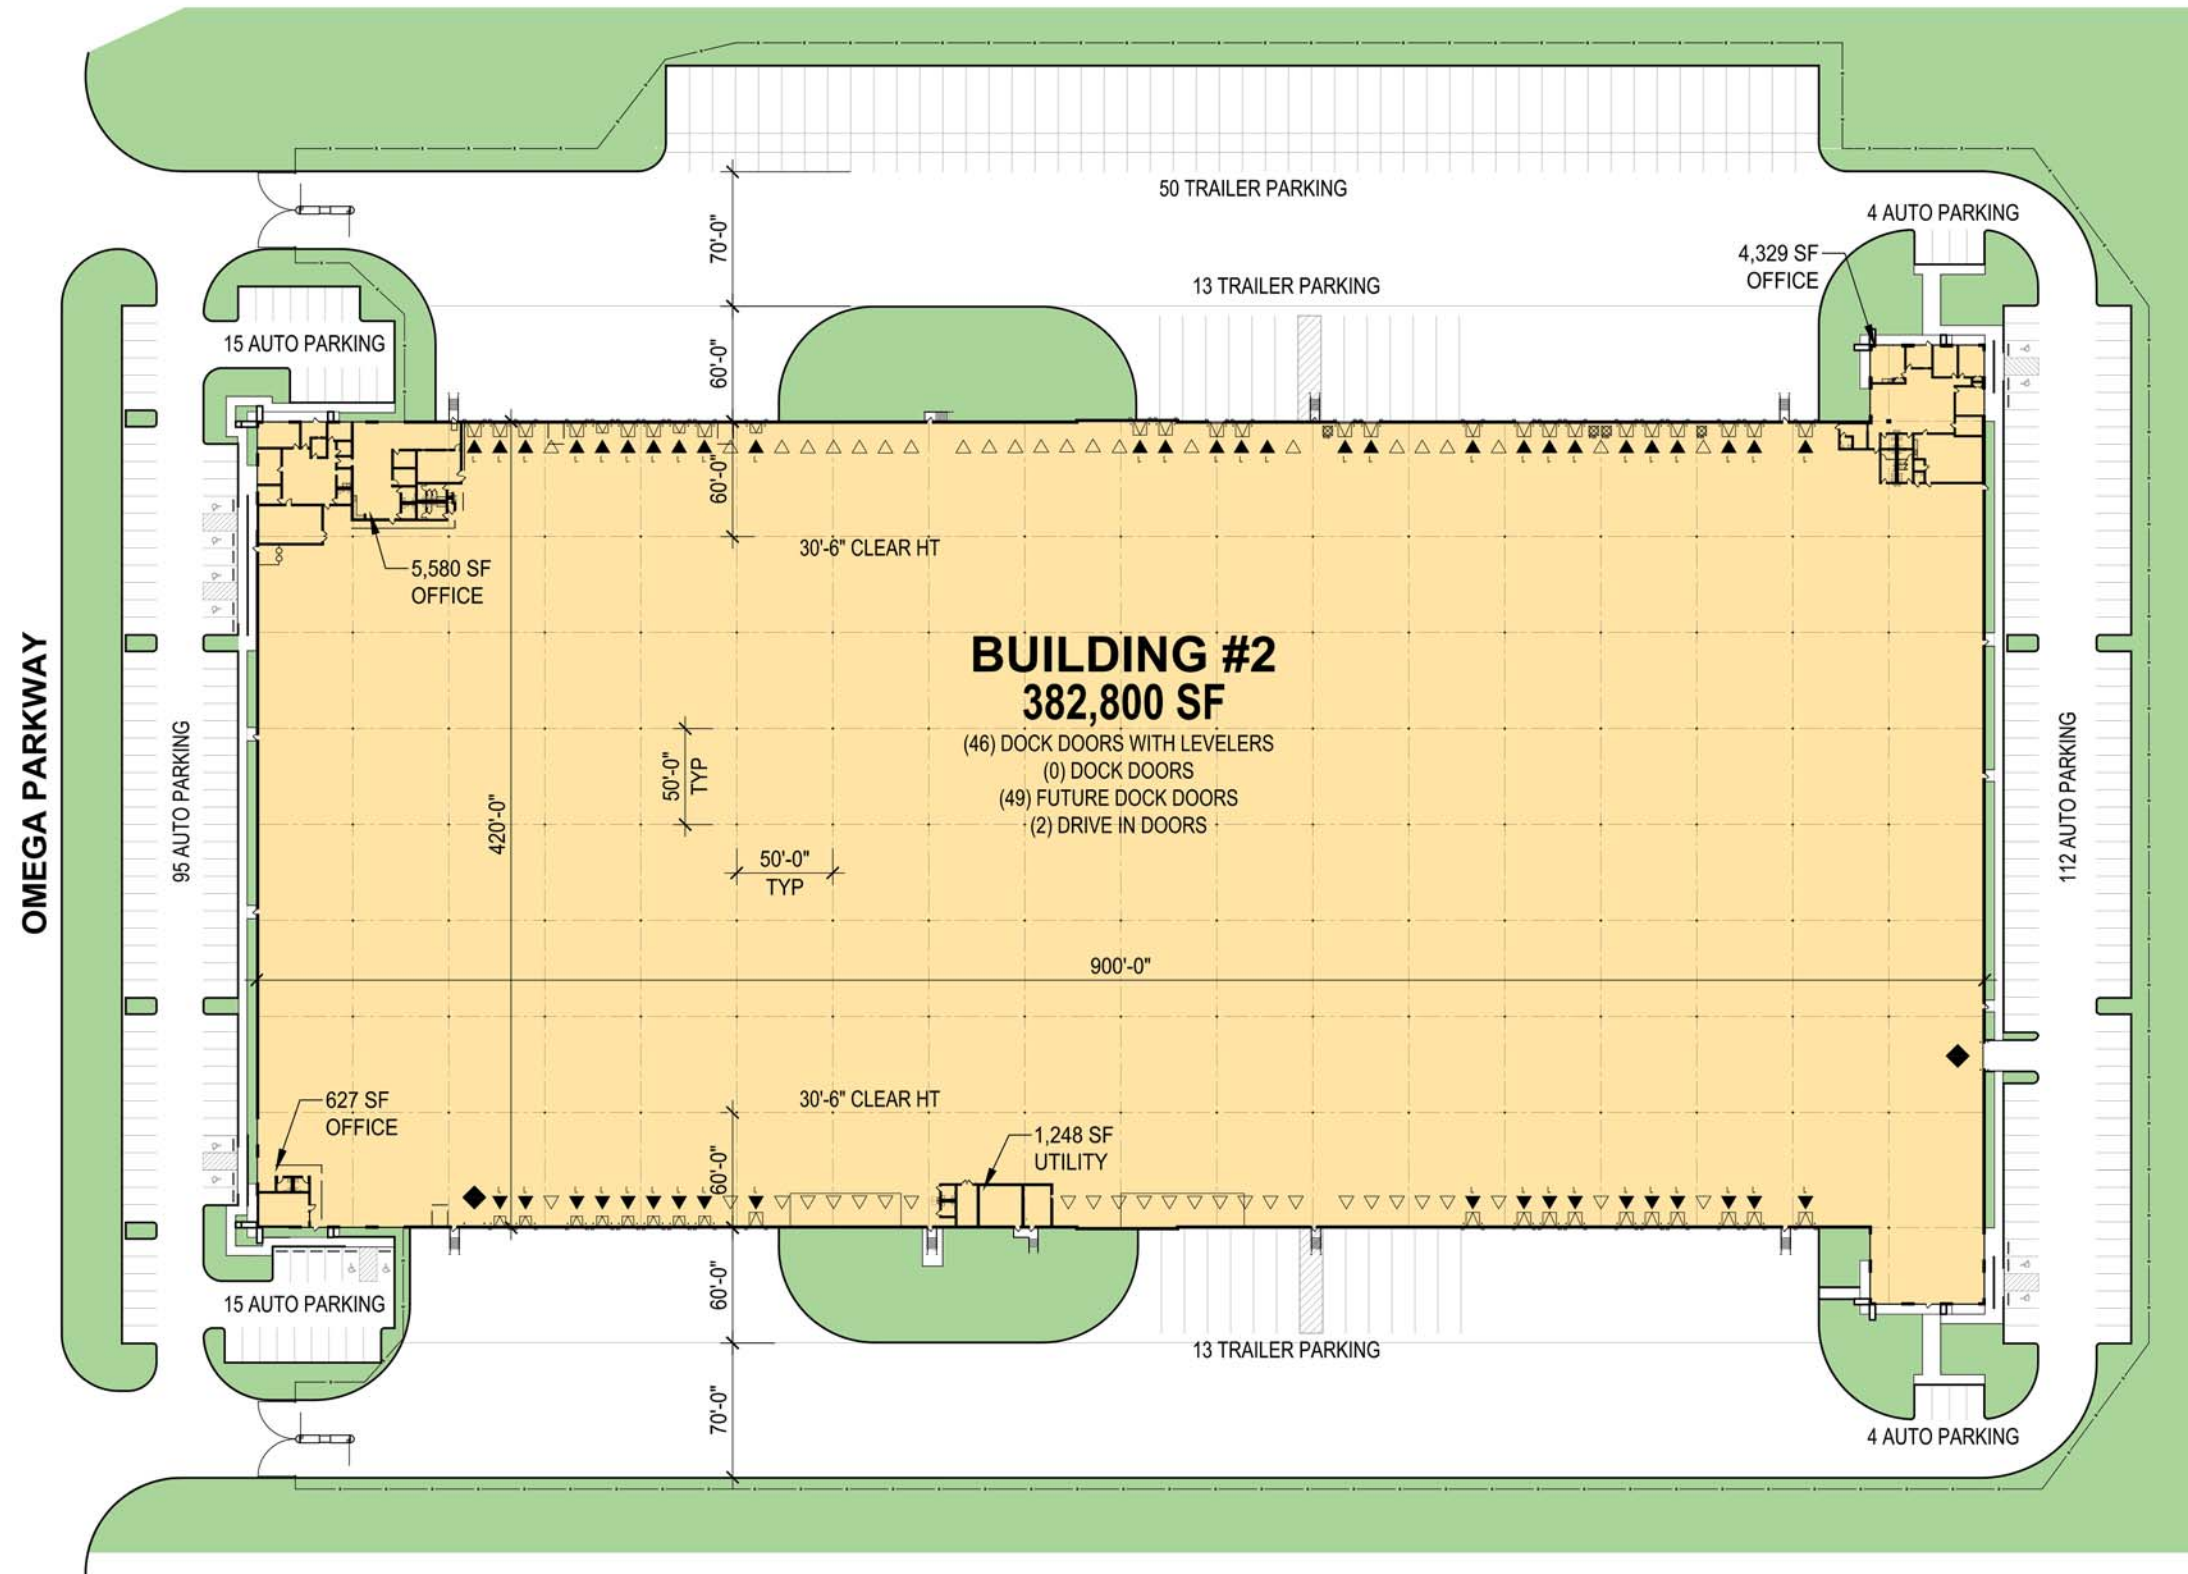 50 TRAILER PARKING
4 AUTO PARKING
70'-0"
4,329 SF
OFFICE
13 TRAILER PARKING
15 AUTO PARKING
60'-0"
60'-0"
30'-6" CLEAR HT
5,580 SF
OFFICE
BUILDING #2
382,800 SF
(46) DOCK DOORS WITH LEVELERS
(0) DOCK DOORS
(49) FUTURE DOCK DOORS
(2) DRIVE IN DOORS
OMEGA PARKWAY
95 AUTO PARKING
50'-0"
TYP
420'-0"
50'-0"
TYP
112 AUTO PARKING
900'-0"
627 SF
OFFICE
30'-6" CLEAR HT
1,248 SF
UTILITY
60'-0"
60'-0"
15 AUTO PARKING
13 TRAILER PARKING
70'-0"
4 AUTO PARKING